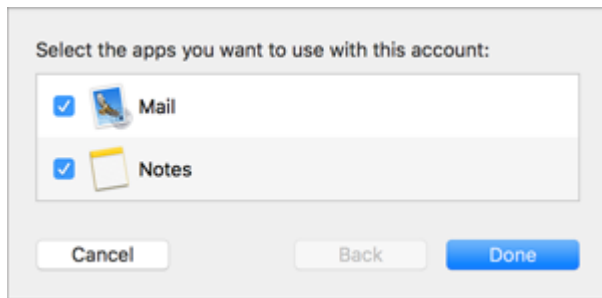 Select the apps you want to use with this account:
Mail
Notes
Cancel Back Done